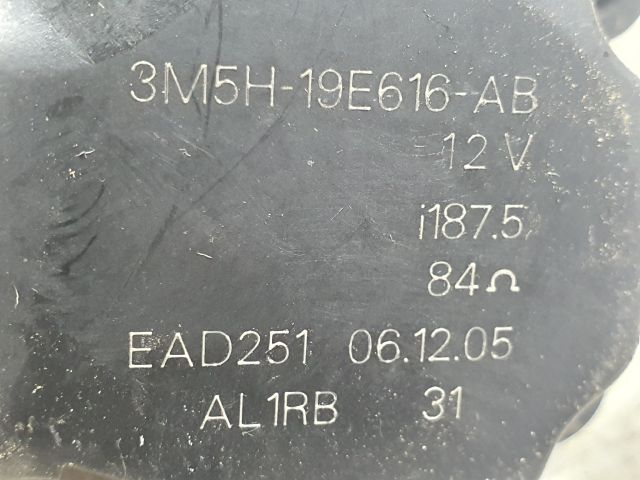 3M5H-19E616-AB
12 V
i187.5
84Ω
EAD251 06.12.05
AL1RB 31